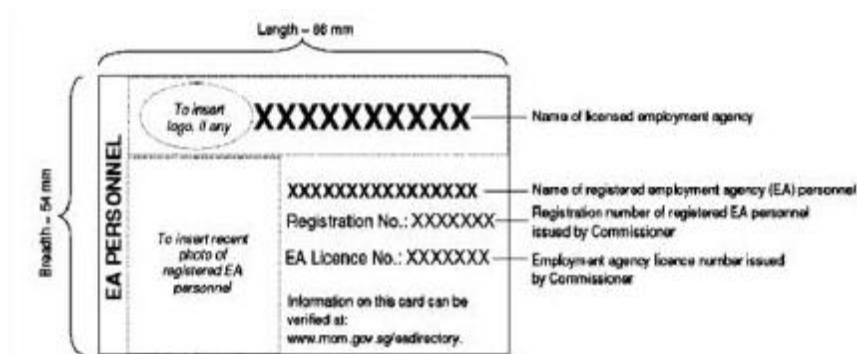 Length – 86 mm
Breadth – 54 mm
EA PERSONNEL
To insert
logo, if any
XXXXXXXXXX
Name of licensed employment agency
To insert recent
photo of
registered EA
personnel
XXXXXXXXXXXXXXXX
Name of registered employment agency (EA) personnel
Registration No.: XXXXXXX
Registration number of registered EA personnel
issued by Commissioner
EA Licence No.: XXXXXXX
Employment agency licence number issued
by Commissioner
Information on this card can be
verified at:
www.mom.gov.sg/eadirectory.